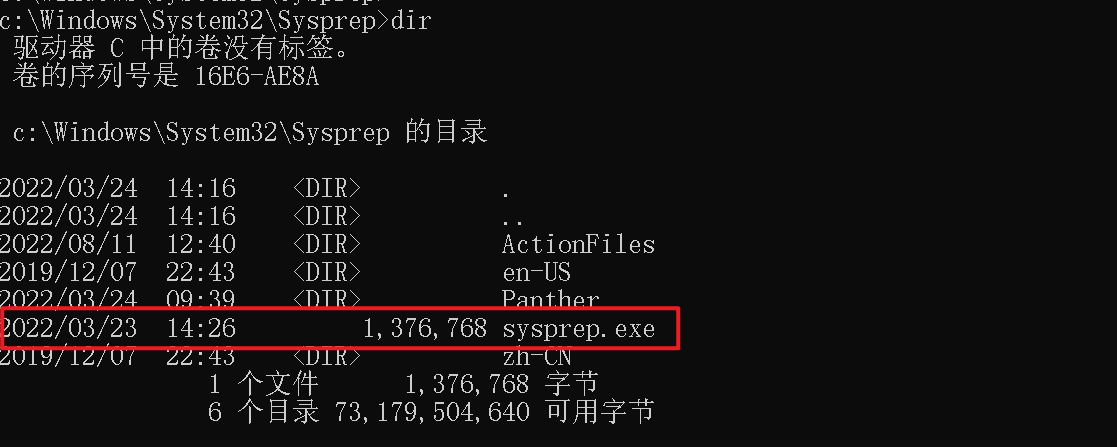 c:\Windows\System32\Sysprep>dir
驱动器 C 中的卷没有标签。
卷的序列号是 16E6-AE8A
c:\Windows\System32\Sysprep 的目录
2022/03/24 14:16 <DIR> .
2022/03/24 14:16 <DIR> ..
2022/08/11 12:40 <DIR> ActionFiles
2019/12/07 22:43 <DIR> en-US
2022/03/24 09:39 <DIR> Panther
2022/03/23 14:26 1,376,768 sysprep.exe
2019/12/07 22:43 <DIR> zh-CN
1 个文件 1,376,768 字节
6 个目录 73,179,504,640 可用字节